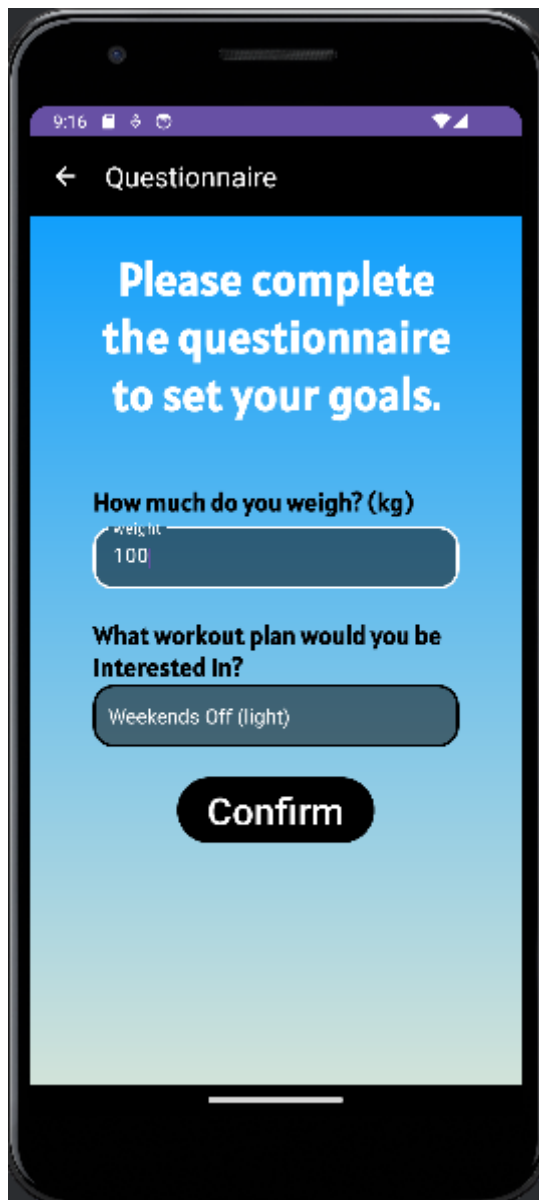 9:16
Questionnaire
Please complete
the questionnaire
to set your goals.
How much do you weigh? (kg)
weight
100
What workout plan would you be
Interested In?
Weekends Off (light)
Confirm